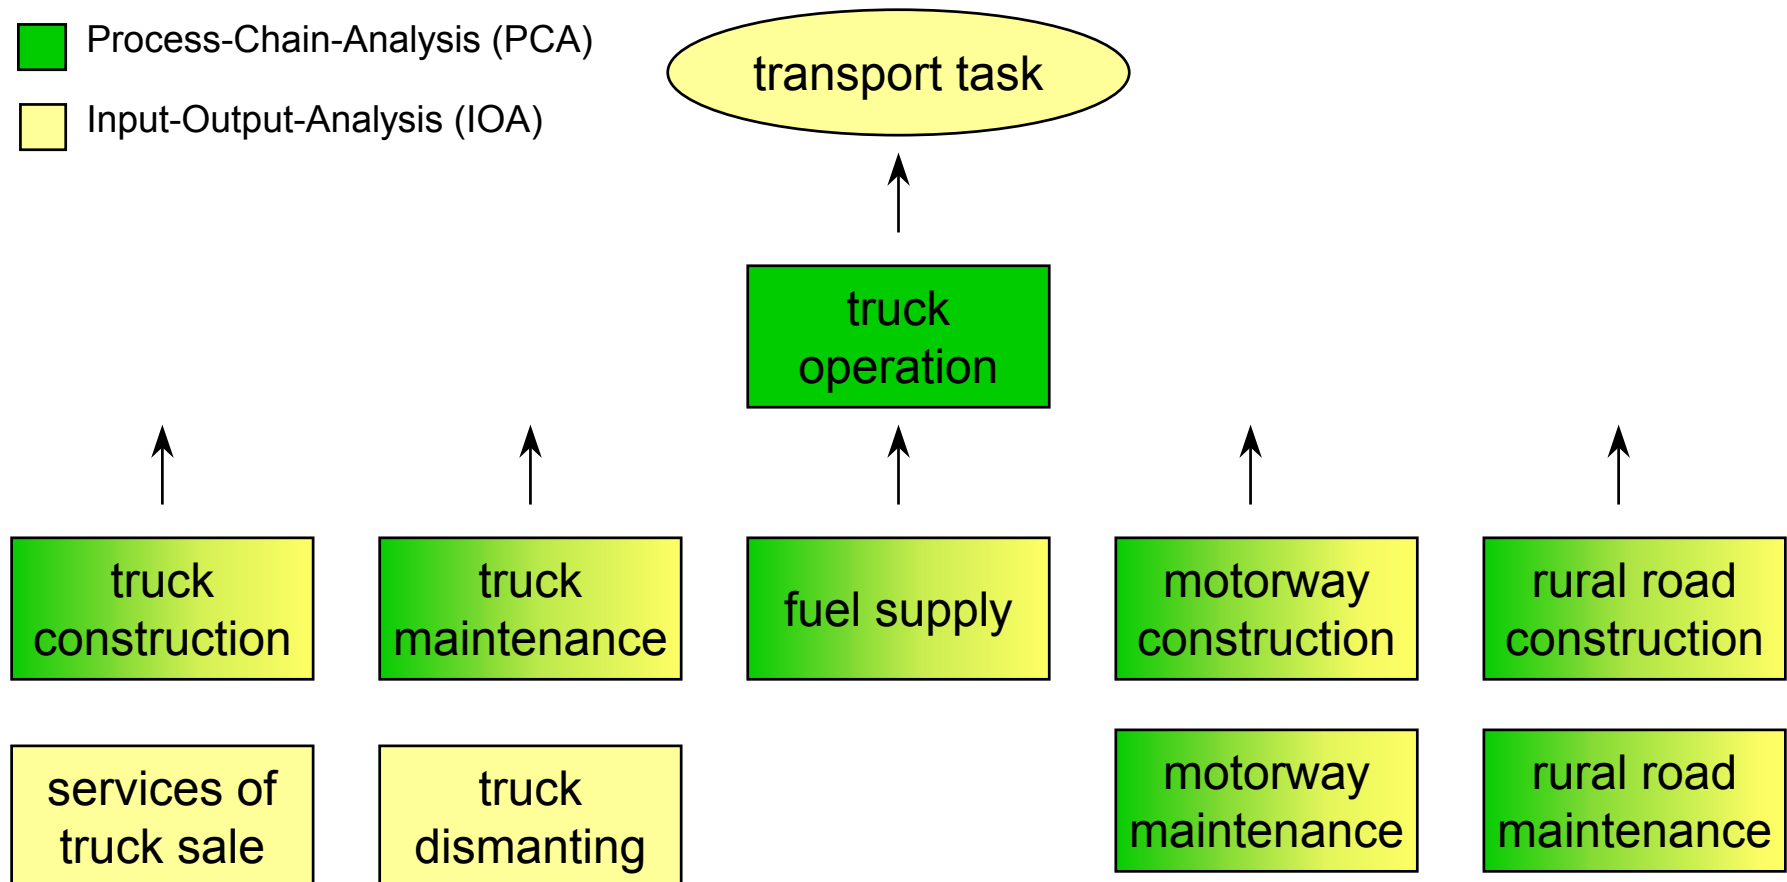 Process-Chain-Analysis (PCA)
Input-Output-Analysis (IOA)
transport task
truck
operation
truck
construction
truck
maintenance
fuel supply
motorway
construction
rural road
construction
services of
truck sale
truck
dismanting
motorway
maintenance
rural road
maintenance